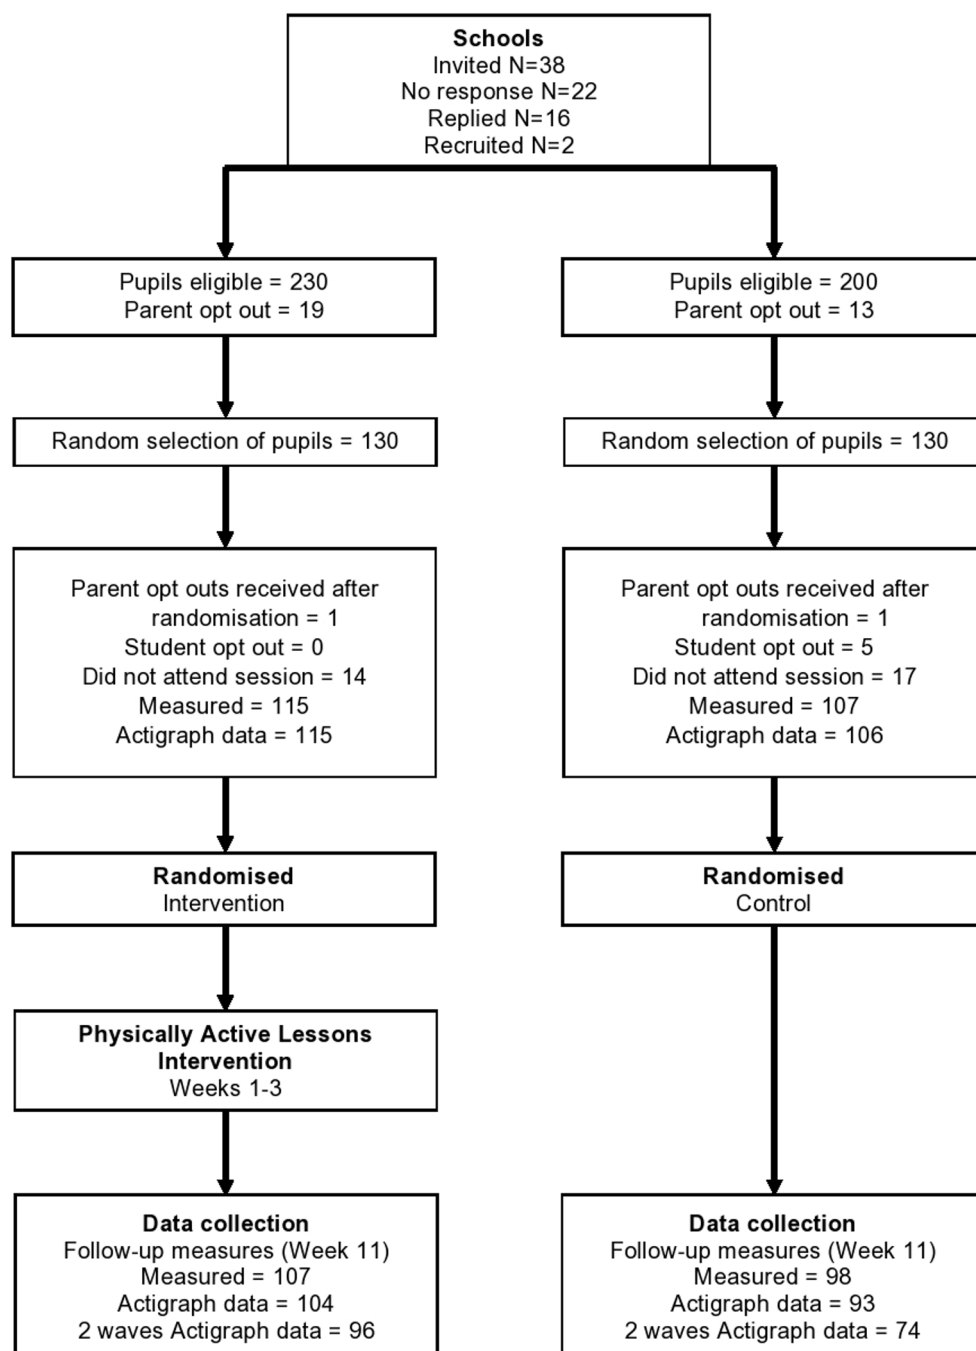 Schools
Invited N=38
No response N=22
Replied N=16
Recruited N=2
Pupils eligible = 230
Parent opt out = 19
Pupils eligible = 200
Parent opt out = 13
Random selection of pupils = 130
Random selection of pupils = 130
Parent opt outs received after
randomisation = 1
Student opt out = 0
Did not attend session = 14
Measured = 115
Actigraph data = 115
Parent opt outs received after
randomisation = 1
Student opt out = 5
Did not attend session = 17
Measured = 107
Actigraph data = 106
Randomised
Intervention
Randomised
Control
Physically Active Lessons
Intervention
Weeks 1-3
Data collection
Follow-up measures (Week 11)
Measured = 107
Actigraph data = 104
2 waves Actigraph data = 96
Data collection
Follow-up measures (Week 11)
Measured = 98
Actigraph data = 93
2 waves Actigraph data = 74